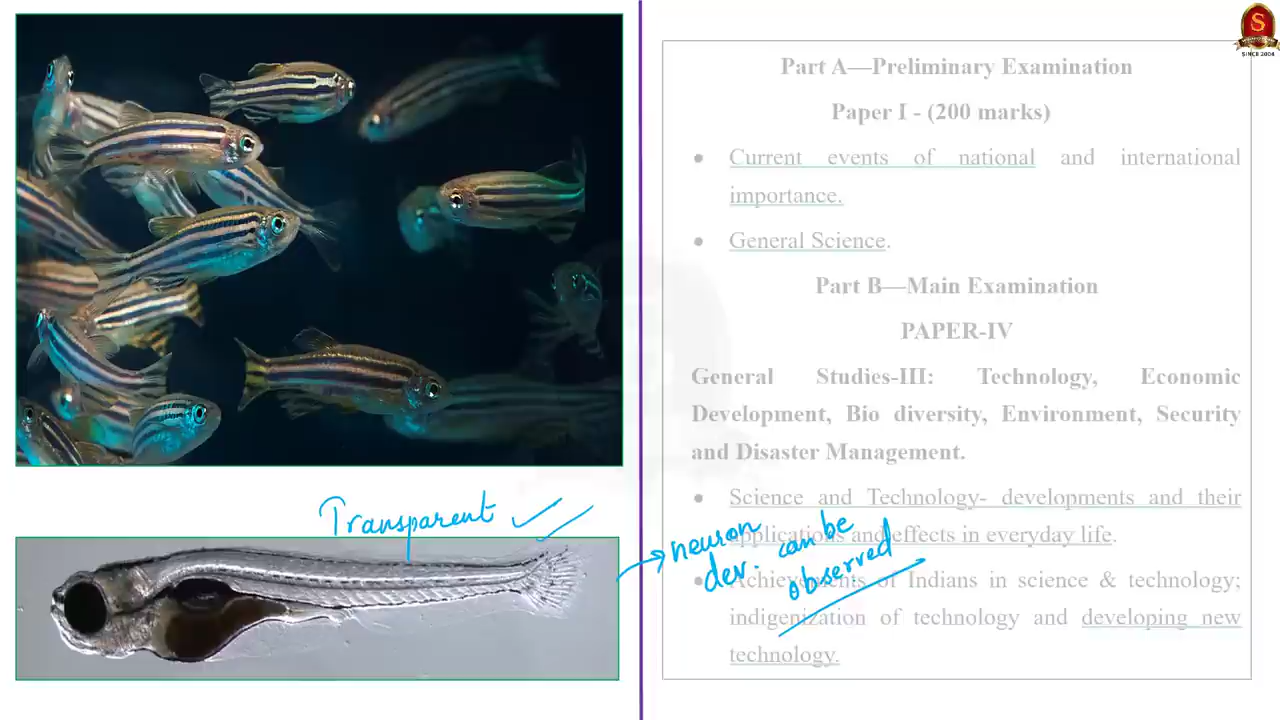 SINCE 2004
Part A—Preliminary Examination
Paper I - (200 marks)
• Current events of national and international
importance.
• General Science.
Part B—Main Examination
PAPER-IV
General Studies-III: Technology, Economic
Development, Bio diversity, Environment, Security
and Disaster Management.
• Science and Technology- developments and their
applications and effects in everyday life.
• Achievements of Indians in science & technology;
indigenization of technology and developing new
technology.
Transparent
neuron
dev. can be
observed